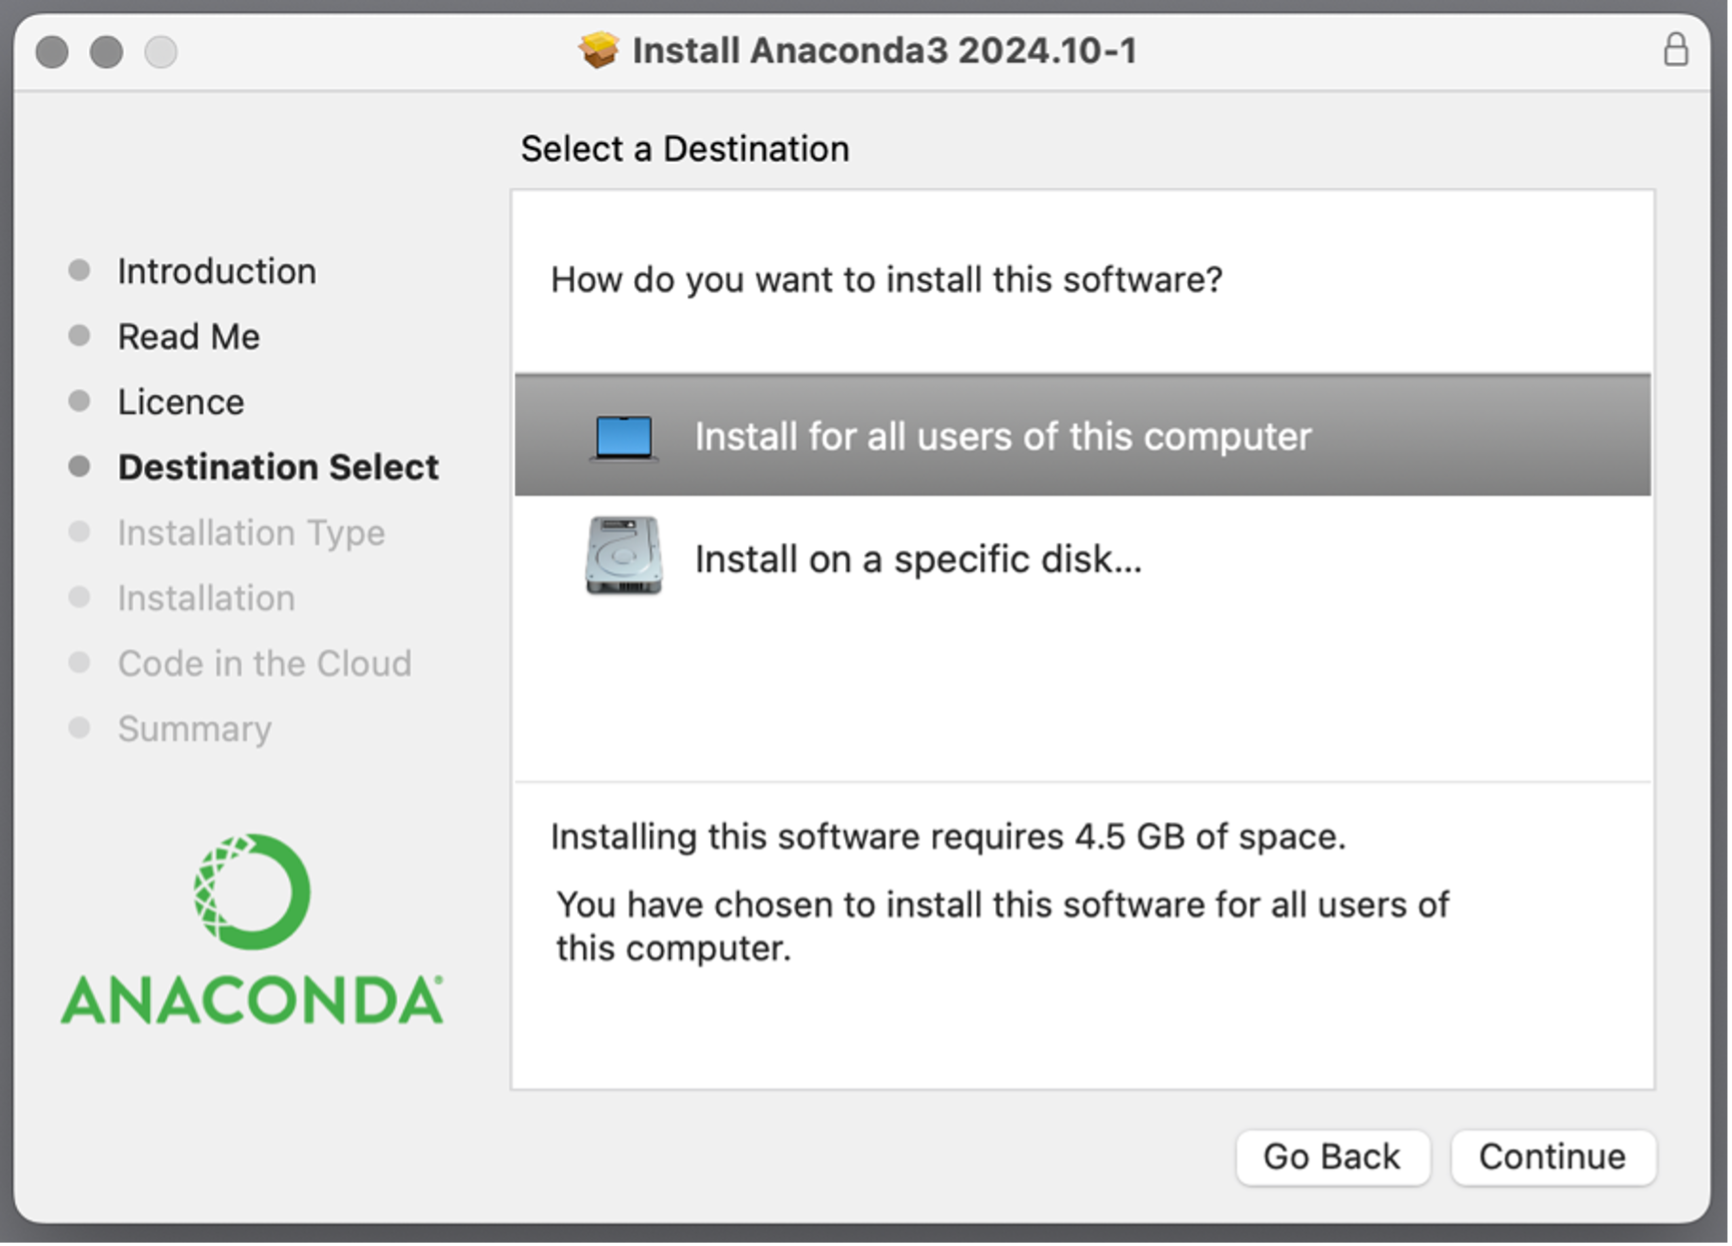 Install Anaconda3 2024.10-1
Select a Destination
Introduction
Read Me
Licence
Destination Select
Installation Type
Installation
Code in the Cloud
Summary
ANACONDA
How do you want to install this software?
Install for all users of this computer
Install on a specific disk...
Installing this software requires 4.5 GB of space.
You have chosen to install this software for all users of
this computer.
Go Back
Continue